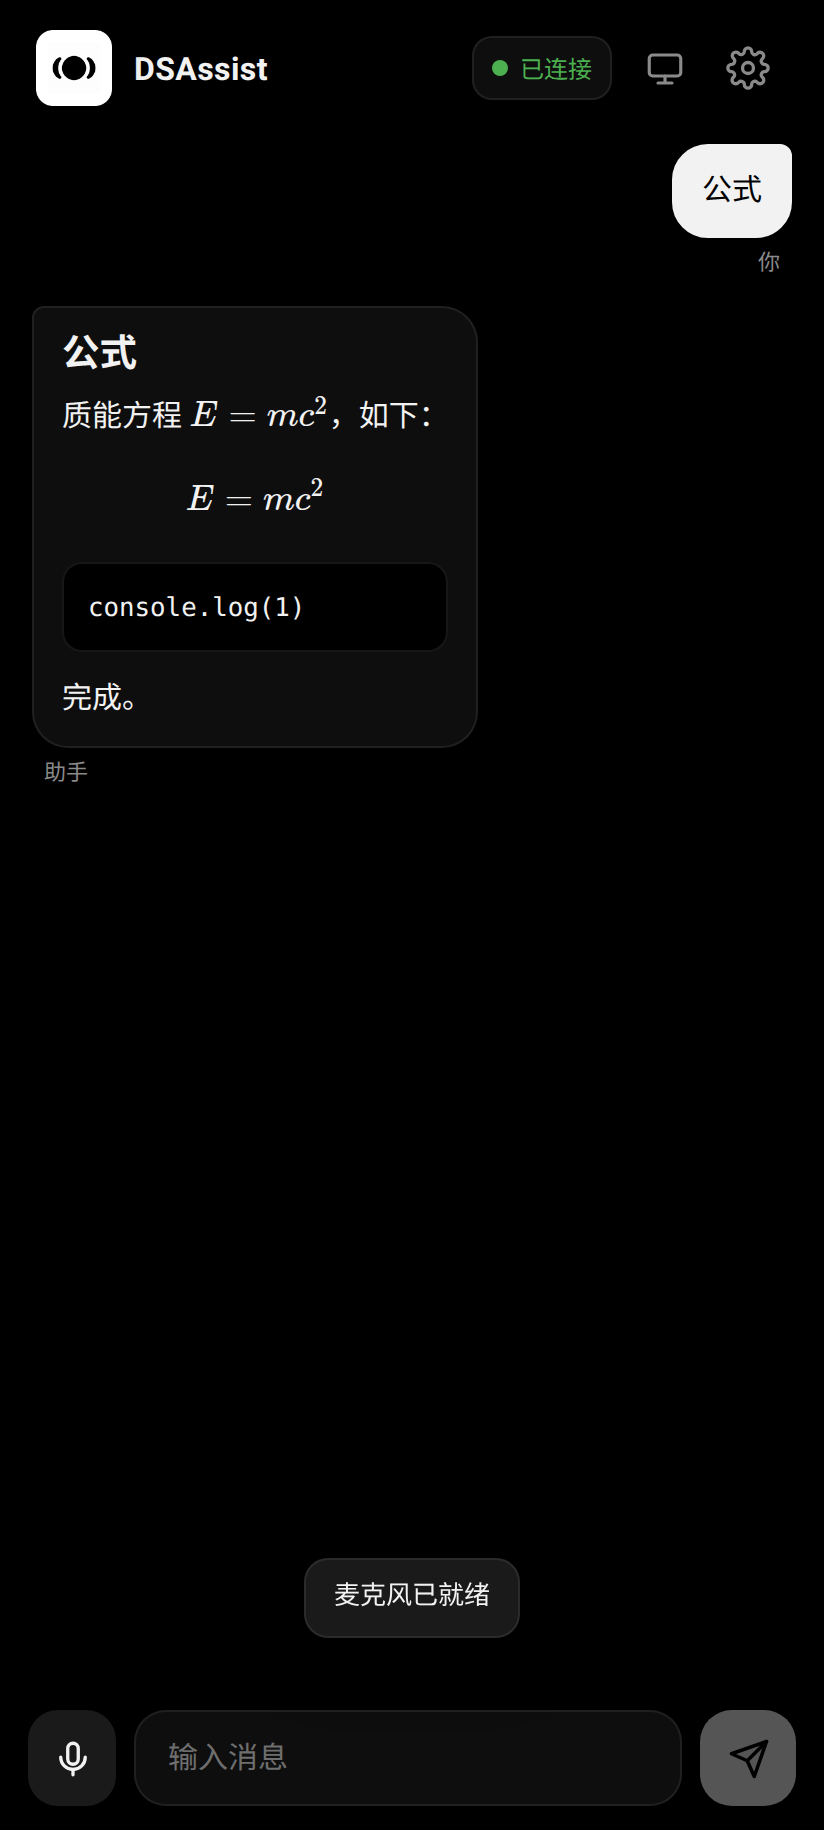 DSAssist
已连接
公式
你
公式
质能方程 E = mc²，如下：
E = mc²
console.log(1)
完成。
助手
麦克风已就绪
输入消息